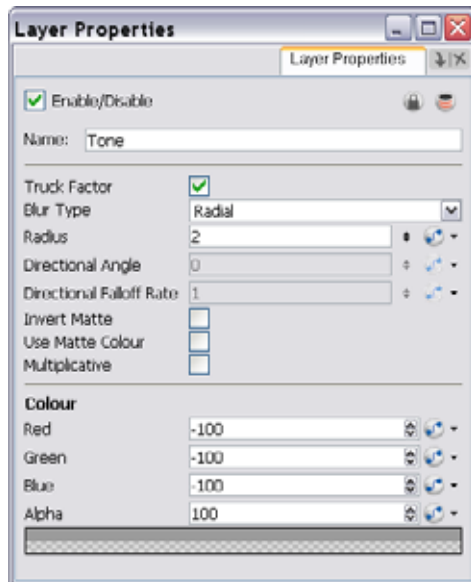 Layer Properties
Layer Properties
Enable/Disable
Name: Tone
Truck Factor
Blur Type Radial
Radius 2
Directional Angle 0
Directional Falloff Rate 1
Invert Matte
Use Matte Colour
Multiplicative
Colour
Red -100
Green -100
Blue -100
Alpha 100